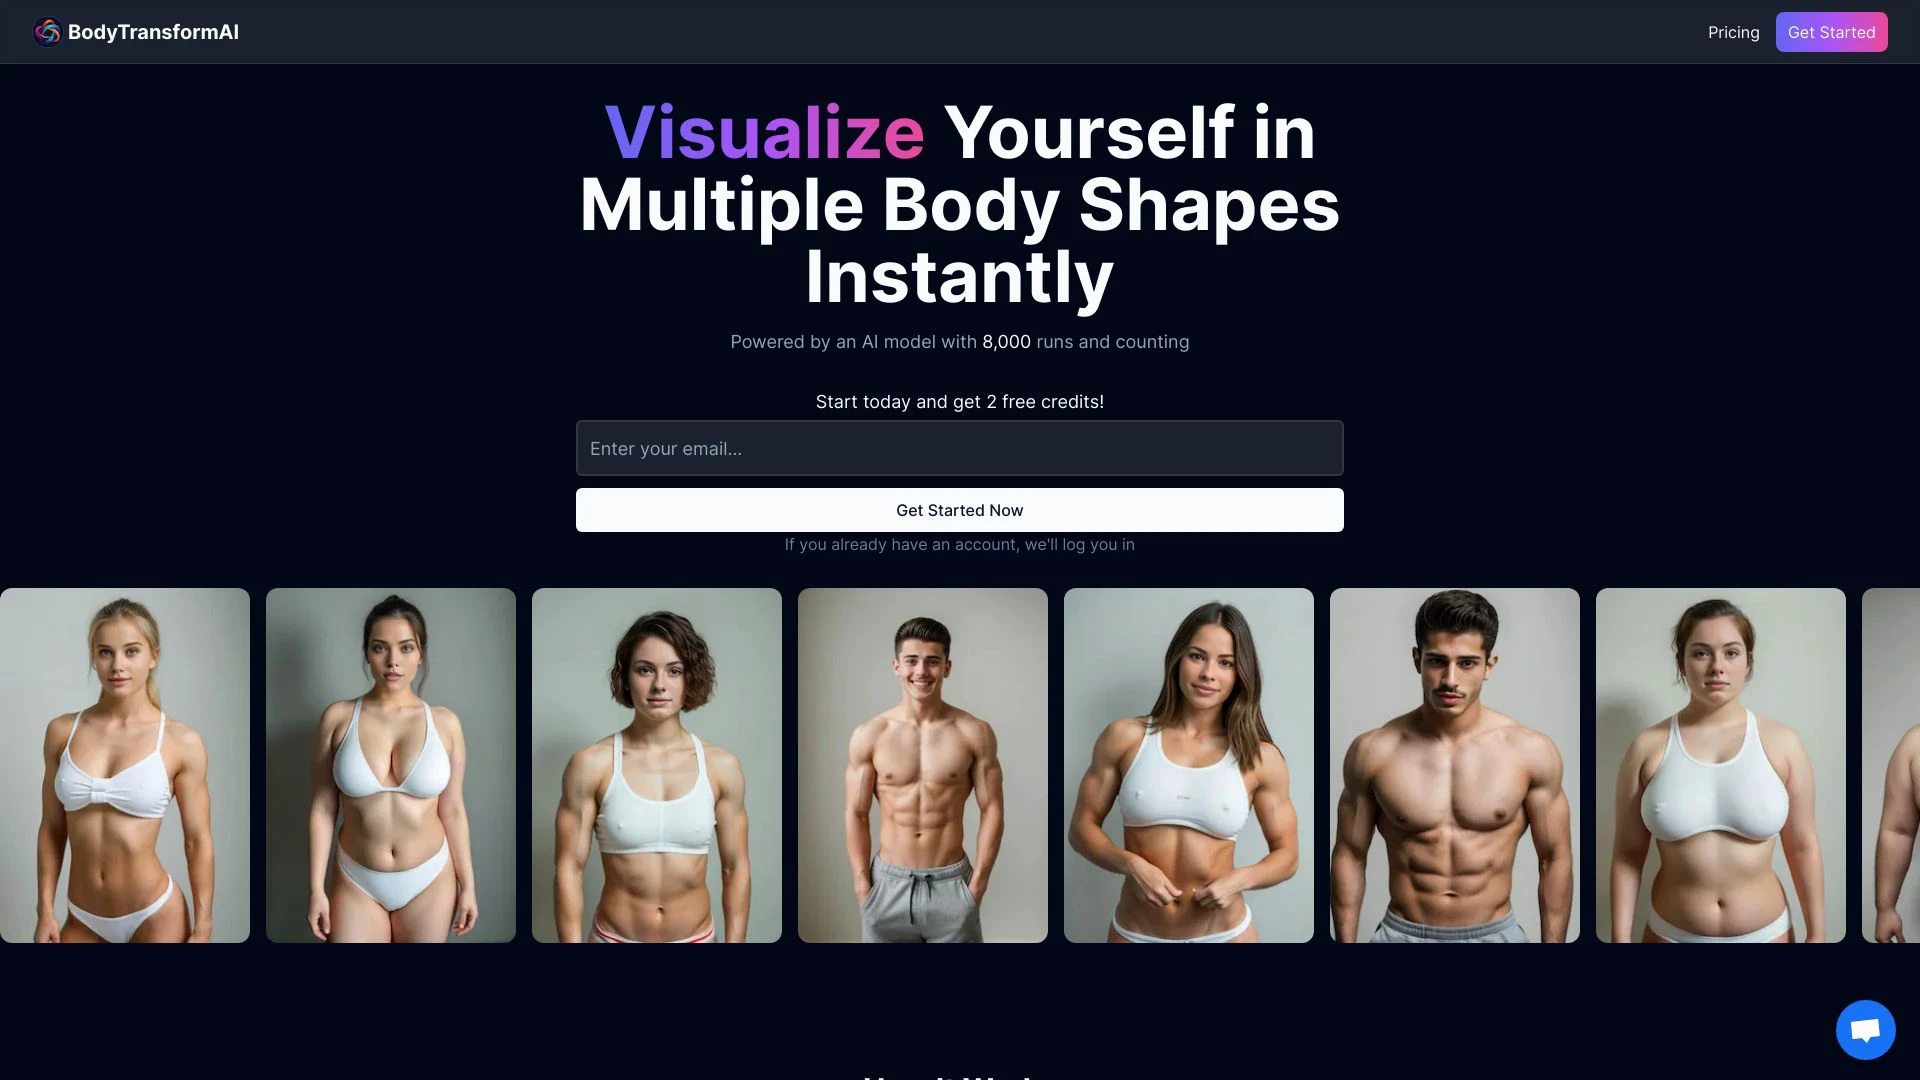 BodyTransformAI
Pricing
Get Started
Visualize Yourself in
Multiple Body Shapes
Instantly
Powered by an AI model with 8,000 runs and counting
Start today and get 2 free credits!
Enter your email...
Get Started Now
If you already have an account, we'll log you in